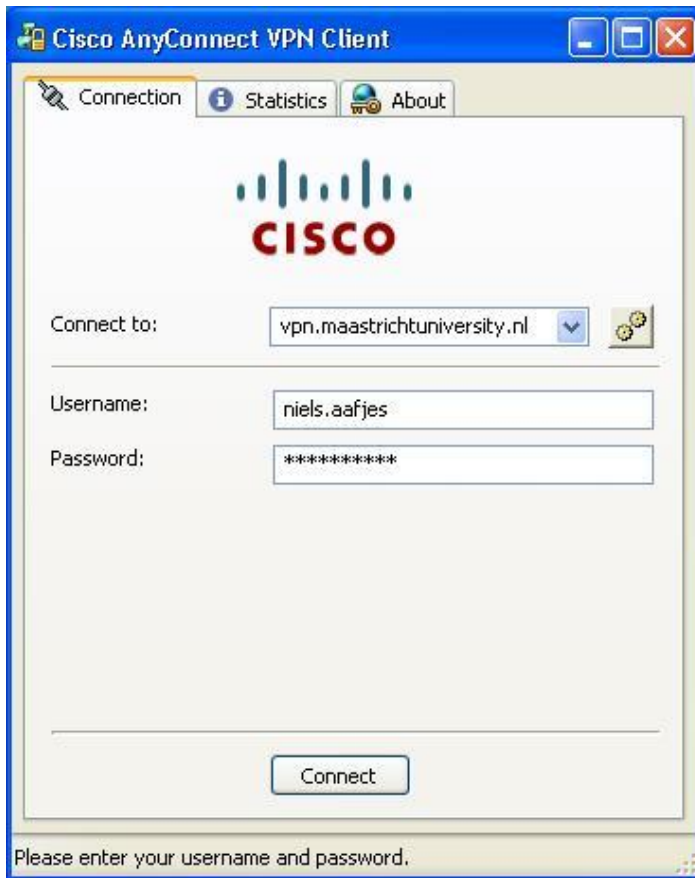 Cisco AnyConnect VPN Client
Connection Statistics About
CISCO
Connect to: vpn.maastrichtuniversity.nl
Username: niels.aafjes
Password: **********
Connect
Please enter your username and password.